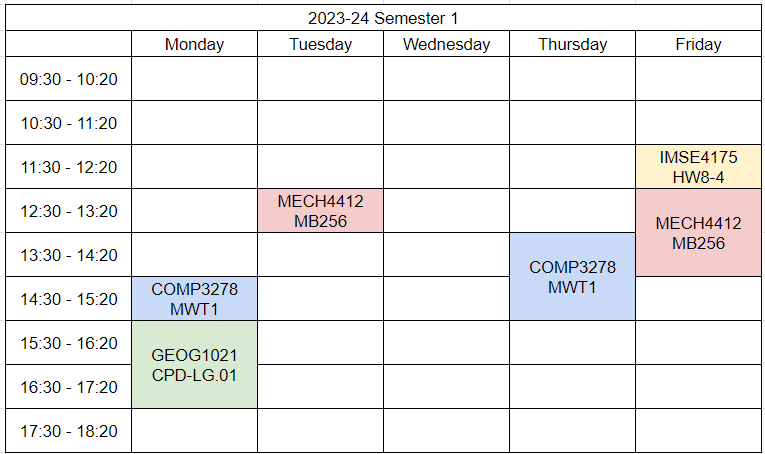 2023-24 Semester 1
Monday Tuesday Wednesday Thursday Friday
09:30 - 10:20
10:30 - 11:20
11:30 - 12:20 IMSE4175
HW8-4
12:30 - 13:20 MECH4412
MB256
MECH4412
MB256
13:30 - 14:20 COMP3278
MWT1
14:30 - 15:20 COMP3278
MWT1
15:30 - 16:20 GEOG1021
CPD-LG.01
16:30 - 17:20
17:30 - 18:20